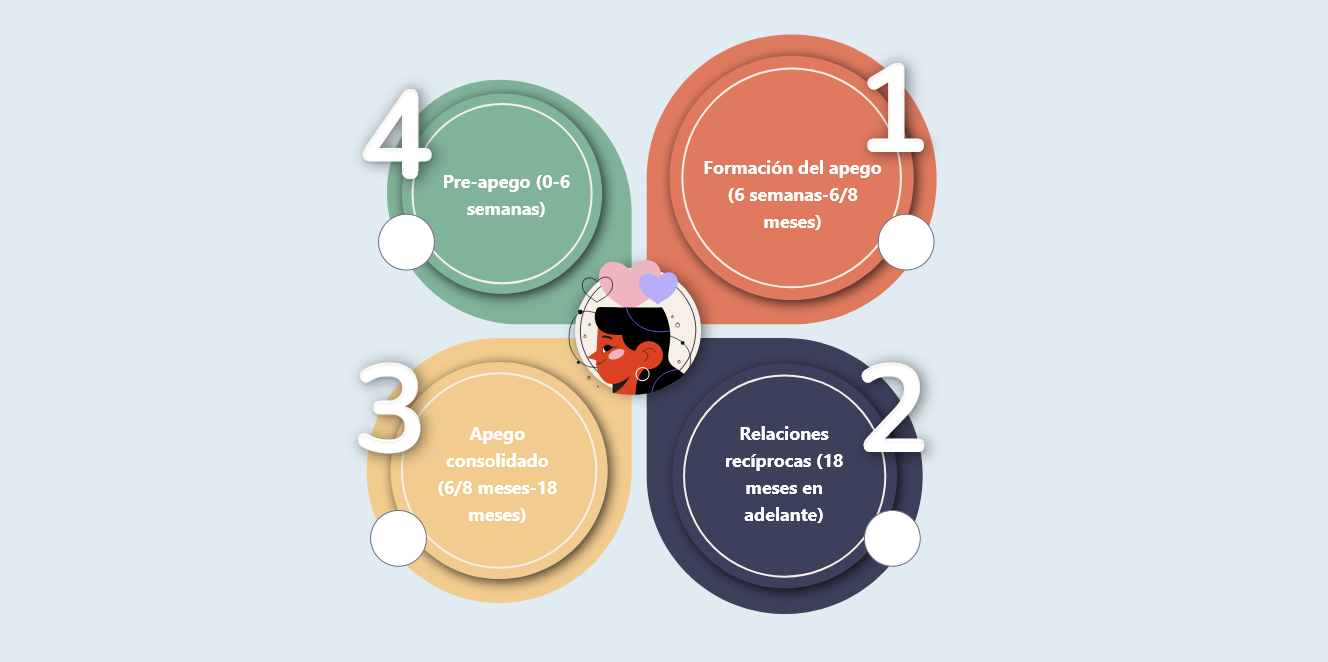 4
Pre-apego (0-6
semanas)
1
Formación del apego
(6 semanas-6/8
meses)
3
Apego
consolidado
(6/8 meses-18
meses)
2
Relaciones
recíprocas (18
meses en
adelante)